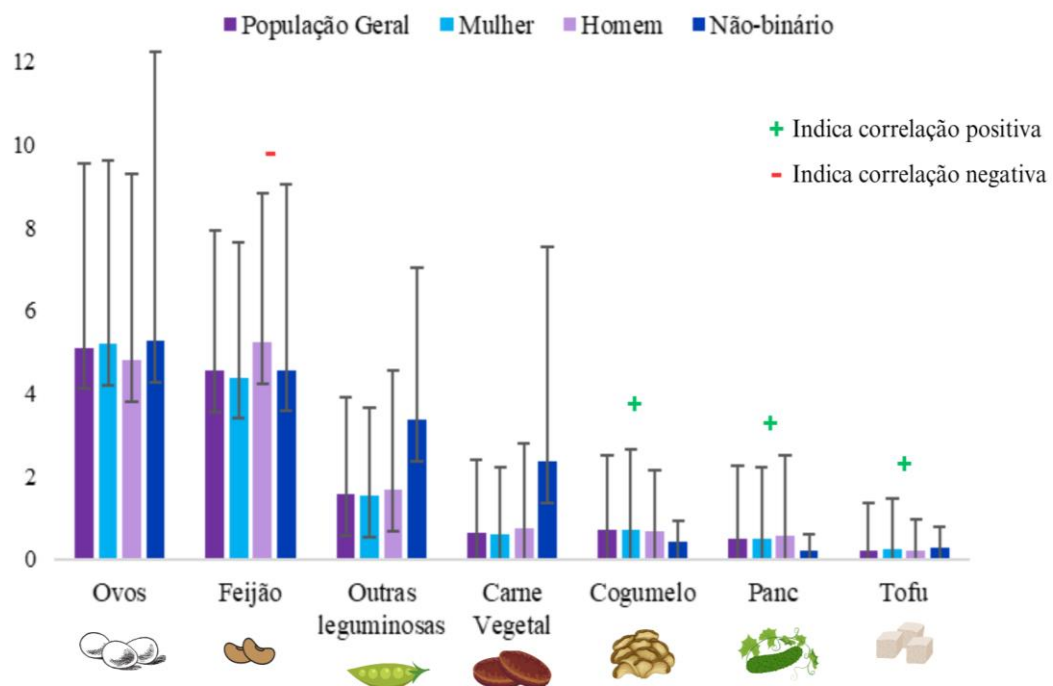 População Geral Mulher Homem Não-binário
12
10
8
6
4
2
0
+ Indica correlação positiva
- Indica correlação negativa
-
+
+
+
Ovos
Feijão
Outras
leguminosas
Carne
Vegetal
Cogumelo
Panc
Tofu